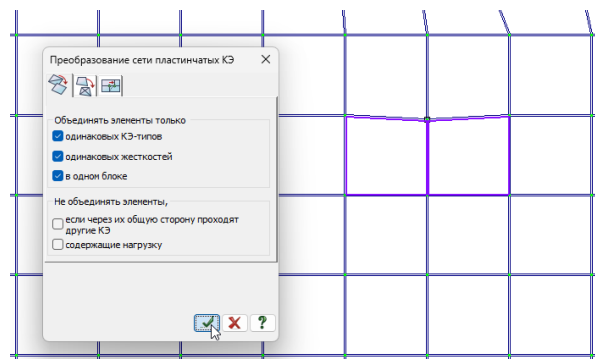 Преобразование сети пластинчатых КЭ
Объединять элементы только
одинаковых КЭ-типов
одинаковых жесткостей
в одном блоке
Не объединять элементы,
если через их общую сторону проходят
другие КЭ
содержащие нагрузку
?